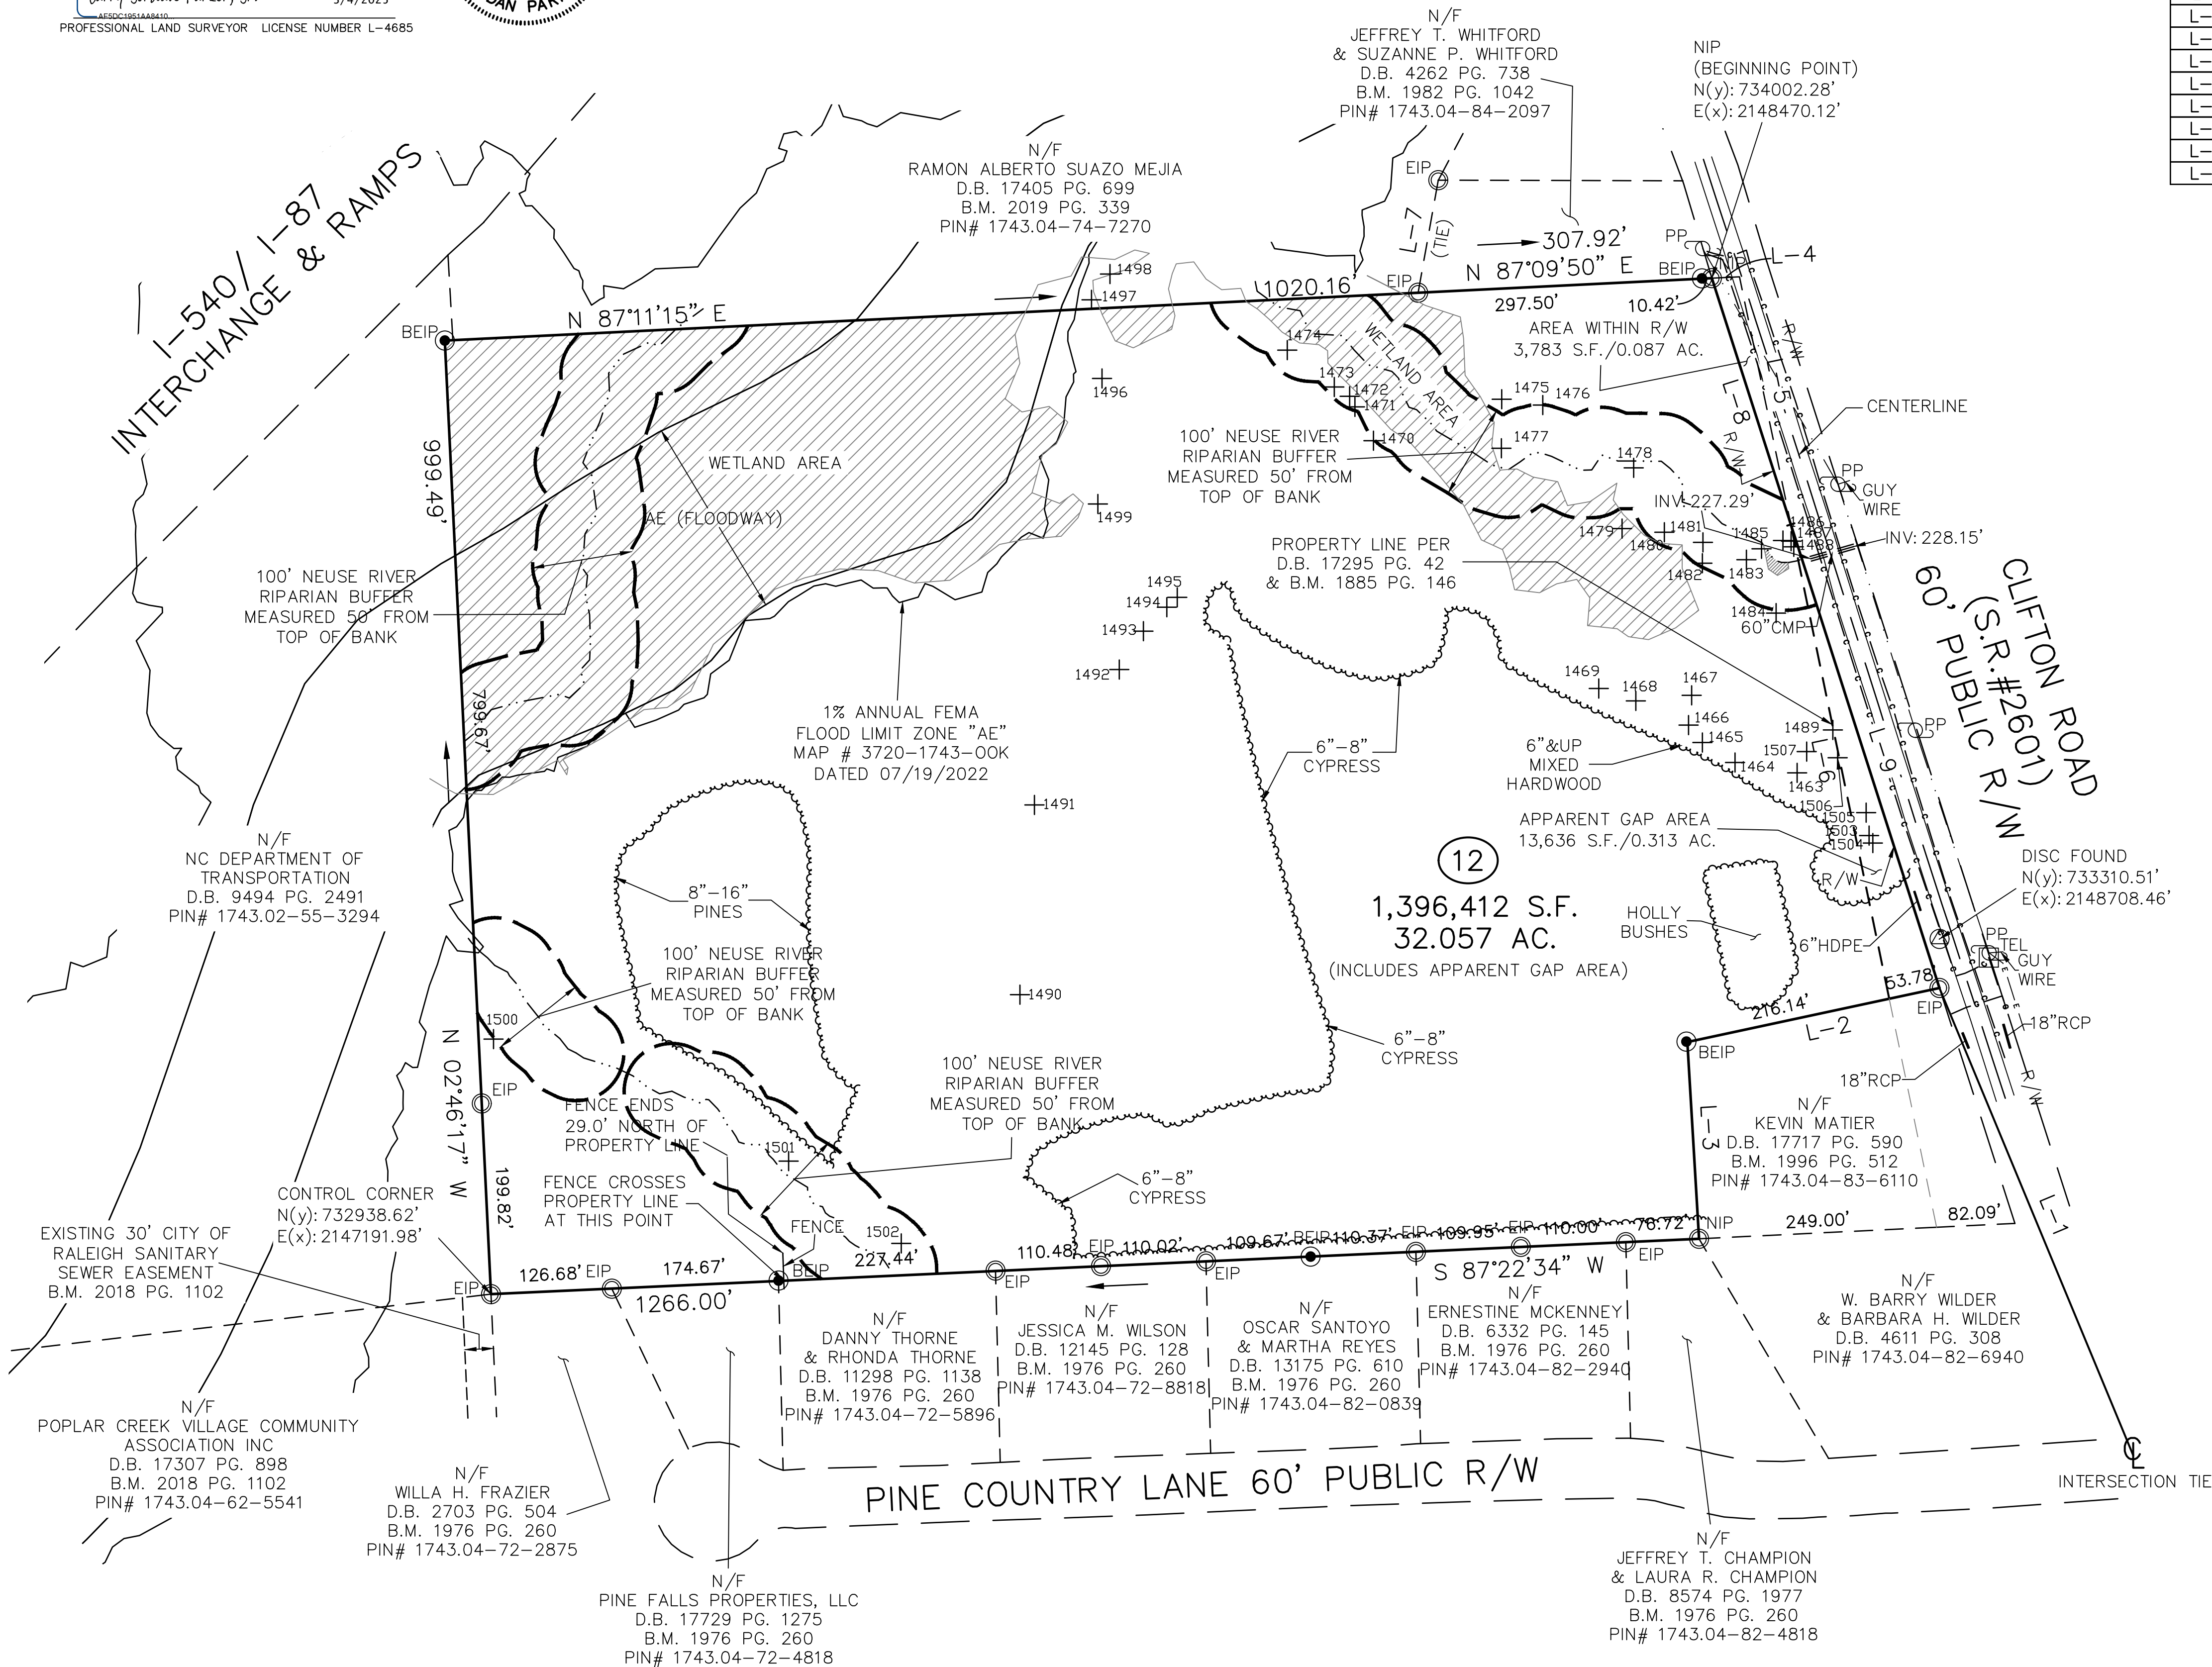 3/4/2025
AE5DC1951AA8410...
PROFESSIONAL LAND SURVEYOR LICENSE NUMBER L-4685
L-
L-
L-
L-
L-
L-
L-
L-
N/F
JEFFREY T. WHITFORD
& SUZANNE P. WHITFORD
D.B. 4262 PG. 738
B.M. 1982 PG. 1042
PIN# 1743.04-84-2097
NIP
(BEGINNING POINT)
N(y): 734002.28'
E(x): 2148470.12'
I-540/ I-87
INTERCHANGE & RAMPS
N/F
RAMON ALBERTO SUAZO MEJIA
D.B. 17405 PG. 699
B.M. 2019 PG. 339
PIN# 1743.04-74-7270
EIP
L-7
(TIE)
307.92'
N 87°09'50" E
PP
BEIP
NIP
L-4
EIP
297.50'
10.42'
1498
1497
1020.16'
N 87°11'15" E
BEIP
AREA WITHIN R/W
3,783 S.F./0.087 AC.
R/W
L-5
L-8
R/W
CENTERLINE
1474
WETLAND AREA
1473
1472
1471
1470
1475
1476
1477
1478
1496
1499
999.49'
WETLAND AREA
AE (FLOODWAY)
100' NEUSE RIVER
RIPARIAN BUFFER
MEASURED 50' FROM
TOP OF BANK
PP
GUY
WIRE
INV: 227.29'
1479
1480
1481
1482
1483
1484
1485
1486
1487
1488
INV: 228.15'
60"CMP
PROPERTY LINE PER
D.B. 17295 PG. 42
& B.M. 1885 PG. 146
CLIFTON ROAD
(S.R.#2601)
60' PUBLIC R/W
100' NEUSE RIVER
RIPARIAN BUFFER
MEASURED 50' FROM
TOP OF BANK
1495
1494
1493
1492
799.67'
1% ANNUAL FEMA
FLOOD LIMIT ZONE "AE"
MAP # 3720-1743-00K
DATED 07/19/2022
6"-8"
CYPRESS
6"&UP
MIXED
HARDWOOD
1469
1468
1467
1466
1465
1464
1489
1507
1463
1506
1505
1503
1504
L-6
L-9
PP
APPARENT GAP AREA
13,636 S.F./0.313 AC.
R/W
1491
N/F
NC DEPARTMENT OF
TRANSPORTATION
D.B. 9494 PG. 2491
PIN# 1743.02-55-3294
8"-16"
PINES
12
1,396,412 S.F.
32.057 AC.
(INCLUDES APPARENT GAP AREA)
HOLLY
BUSHES
6"HDPE
DISC FOUND
N(y): 733310.51'
E(x): 2148708.46'
PP
TEL
GUY
WIRE
100' NEUSE RIVER
RIPARIAN BUFFER
MEASURED 50' FROM
TOP OF BANK
1490
53.78'
216.14'
L-2
EIP
BEIP
18"RCP
18"RCP
R/W
1500
N 02°46'17" W
EIP
6"-8"
CYPRESS
100' NEUSE RIVER
RIPARIAN BUFFER
MEASURED 50' FROM
TOP OF BANK
FENCE ENDS
29.0' NORTH OF
PROPERTY LINE
1501
L-3
N/F
KEVIN MATIER
D.B. 17717 PG. 590
B.M. 1996 PG. 512
PIN# 1743.04-83-6110
L-1
199.82'
CONTROL CORNER
N(y): 732938.62'
E(x): 2147191.98'
FENCE CROSSES
PROPERTY LINE
AT THIS POINT
6"-8"
CYPRESS
FENCE
1502
EXISTING 30' CITY OF
RALEIGH SANITARY
SEWER EASEMENT
B.M. 2018 PG. 1102
EIP
126.68'
EIP
174.67'
BEIP
227.44'
EIP
110.48'
EIP
110.02'
EIP
109.67'
BEIP
110.37'
EIP
109.95'
EIP
110.00'
EIP
76.72'
NIP
249.00'
82.09'
1266.00'
S 87°22'34" W
N/F
DANNY THORNE
& RHONDA THORNE
D.B. 11298 PG. 1138
B.M. 1976 PG. 260
PIN# 1743.04-72-5896
N/F
JESSICA M. WILSON
D.B. 12145 PG. 128
B.M. 1976 PG. 260
PIN# 1743.04-72-8818
N/F
OSCAR SANTOYO
& MARTHA REYES
D.B. 13175 PG. 610
B.M. 1976 PG. 260
PIN# 1743.04-82-0839
N/F
ERNESTINE MCKENNEY
D.B. 6332 PG. 145
B.M. 1976 PG. 260
PIN# 1743.04-82-2940
N/F
W. BARRY WILDER
& BARBARA H. WILDER
D.B. 4611 PG. 308
PIN# 1743.04-82-6940
N/F
POPLAR CREEK VILLAGE COMMUNITY
ASSOCIATION INC
D.B. 17307 PG. 898
B.M. 2018 PG. 1102
PIN# 1743.04-62-5541
N/F
WILLA H. FRAZIER
D.B. 2703 PG. 504
B.M. 1976 PG. 260
PIN# 1743.04-72-2875
PINE COUNTRY LANE 60' PUBLIC R/W
INTERSECTION TIE
N/F
PINE FALLS PROPERTIES, LLC
D.B. 17729 PG. 1275
B.M. 1976 PG. 260
PIN# 1743.04-72-4818
N/F
JEFFREY T. CHAMPION
& LAURA R. CHAMPION
D.B. 8574 PG. 1977
B.M. 1976 PG. 260
PIN# 1743.04-82-4818